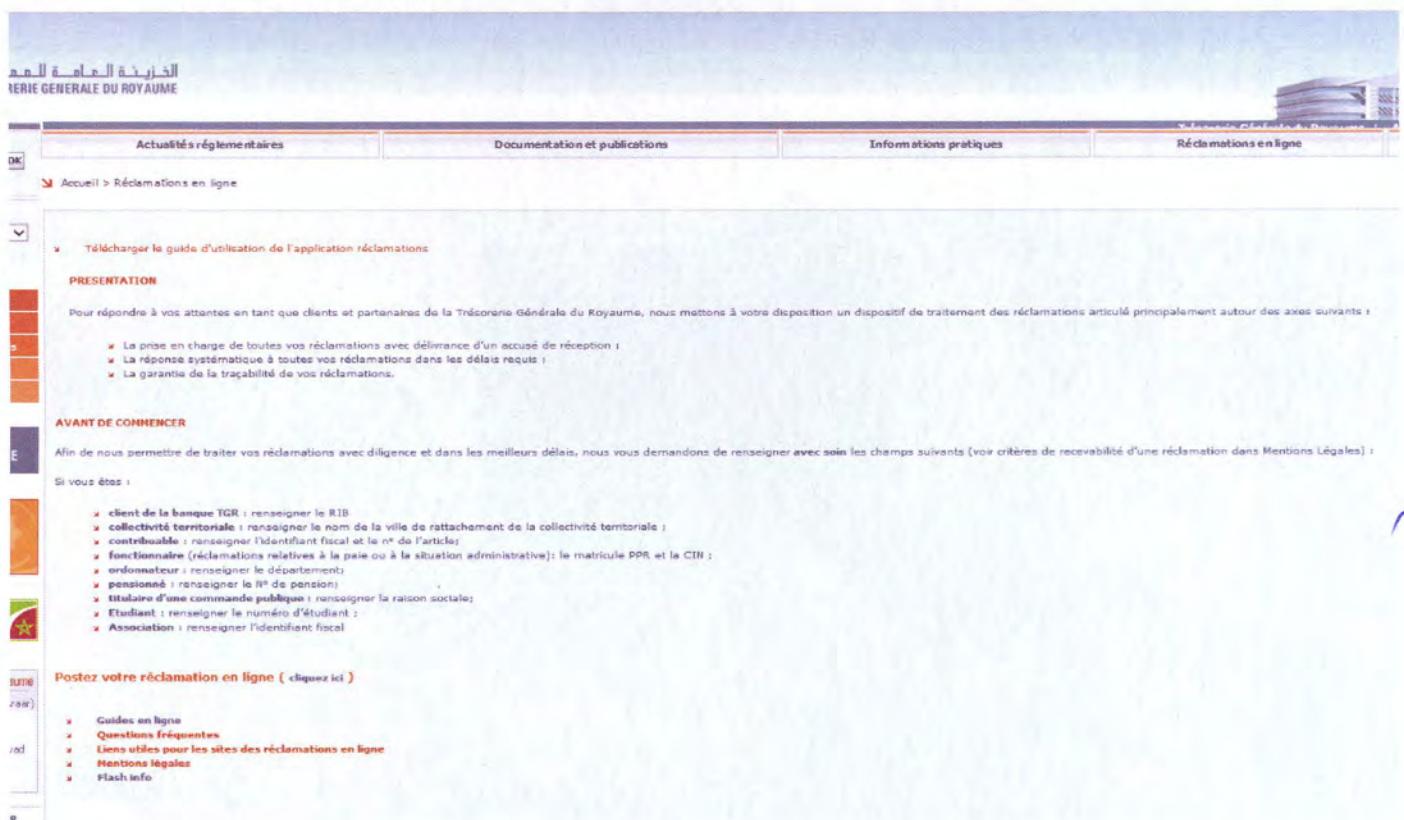 الخزينة العامة للمم
RERIE GENERALE DU ROYAUME
Actualités réglementaires
Documentation et publications
Informations pratiques
Réclamations en ligne
OK
Accueil > Réclamations en ligne
Télécharger le guide d'utilisation de l'application réclamations
PRESENTATION
Pour répondre à vos attentes en tant que clients et partenaires de la Trésorerie Générale du Royaume, nous mettons à votre disposition un dispositif de traitement des réclamations articulé principalement autour des axes suivants :
La prise en charge de toutes vos réclamations avec délivrance d'un accusé de réception ;
La réponse systématique à toutes vos réclamations dans les délais requis ;
La garantie de la traçabilité de vos réclamations.
AVANT DE COMMENCER
Afin de nous permettre de traiter vos réclamations avec diligence et dans les meilleurs délais, nous vous demandons de renseigner avec soin les champs suivants (voir critères de recevabilité d'une réclamation dans Mentions Légales) :
Si vous êtes :
client de la banque TGR : renseigner le RIB
collectivité territoriale : renseigner le nom de la ville de rattachement de la collectivité territoriale ;
contribuable : renseigner l'identifiant fiscal et le n° de l'article;
fonctionnaire (réclamations relatives à la paie ou à la situation administrative): le matricule PPR et la CIN ;
ordonnateur : renseigner le département;
pensionné : renseigner le N° de pension;
titulaire d'une commande publique : renseigner la raison sociale;
Etudiant : renseigner le numéro d'étudiant ;
Association : renseigner l'identifiant fiscal
Postez votre réclamation en ligne ( cliquez ici )
Guides en ligne
Questions fréquentes
Liens utiles pour les sites des réclamations en ligne
Mentions légales
Flash info